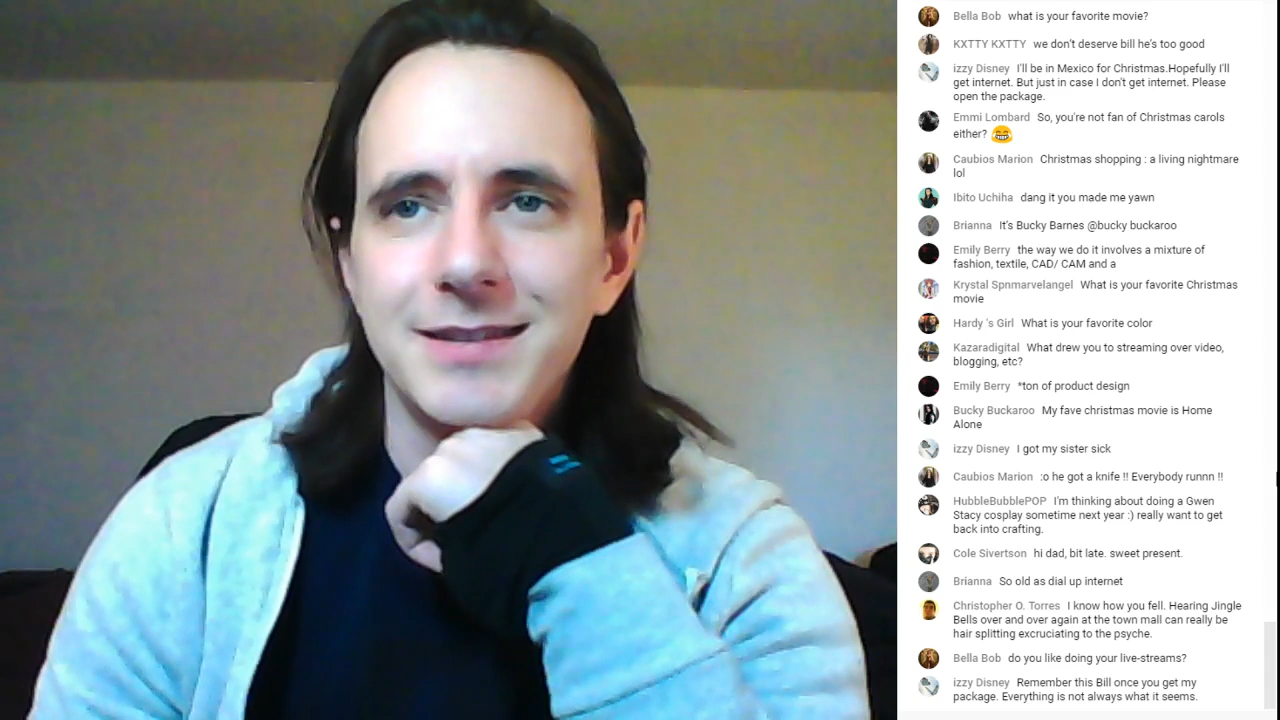 Bella Bob what is your favorite movie?
KXTTY KXTTY we don't deserve bill he's too good
izzy Disney I'll be in Mexico for Christmas.Hopefully I'll
get internet. But just in case I don't get internet. Please
open the package.
Emmi Lombard So, you're not fan of Christmas carols
either? 😂
Caubios Marion Christmas shopping : a living nightmare
lol
Ibito Uchiha dang it you made me yawn
Brianna It's Bucky Barnes @bucky buckaroo
Emily Berry the way we do it involves a mixture of
fashion, textile, CAD/ CAM and a
Krystal Spnmarvelangel What is your favorite Christmas
movie
Hardy 's Girl What is your favorite color
Kazaradigital What drew you to streaming over video,
blogging, etc?
Emily Berry *ton of product design
Bucky Buckaroo My fave christmas movie is Home
Alone
izzy Disney I got my sister sick
Caubios Marion :o he got a knife !! Everybody runnn !!
HubbleBubblePOP I'm thinking about doing a Gwen
Stacy cosplay sometime next year :) really want to get
back into crafting.
Cole Sivertson hi dad, bit late. sweet present.
Brianna So old as dial up internet
Christopher O. Torres I know how you fell. Hearing Jingle
Bells over and over again at the town mall can really be
hair splitting excruciating to the psyche.
Bella Bob do you like doing your live-streams?
izzy Disney Remember this Bill once you get my
package. Everything is not always what it seems.